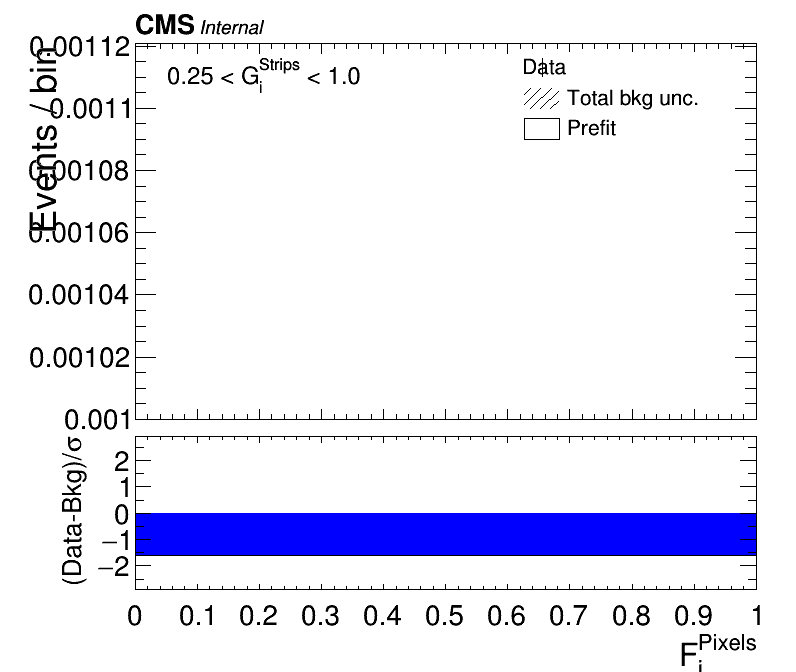 CMS Internal
Events / bin
0.00112
0.0011
0.00108
0.00106
0.00104
0.00102
0.001
0.25 < G_i^Strips < 1.0
Data
Total bkg unc.
Prefit
(Data-Bkg)/σ
2
1
0
−1
−2
0 0.1 0.2 0.3 0.4 0.5 0.6 0.7 0.8 0.9 1
F_i^Pixels